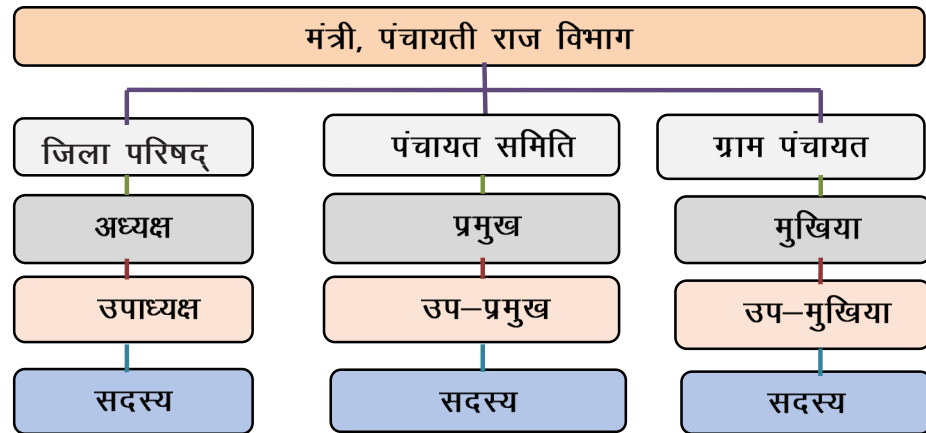 मंत्री, पंचायती राज विभाग
जिला परिषद्
पंचायत समिति
ग्राम पंचायत
अध्यक्ष
प्रमुख
मुखिया
उपाध्यक्ष
उप–प्रमुख
उप–मुखिया
सदस्य
सदस्य
सदस्य